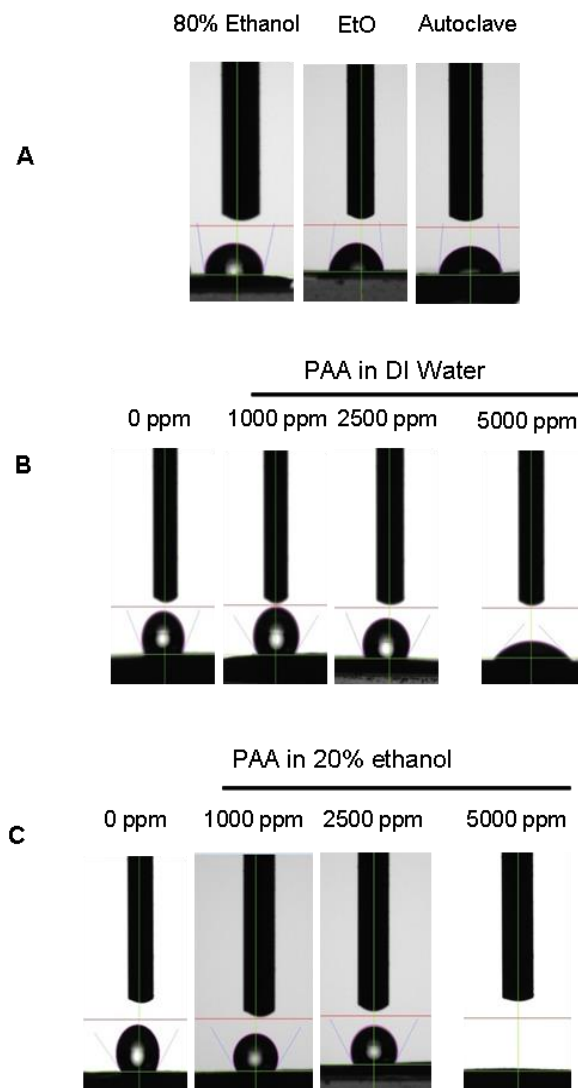 80% Ethanol EtO Autoclave
A
PAA in DI Water
0 ppm 1000 ppm 2500 ppm 5000 ppm
B
PAA in 20% ethanol
0 ppm 1000 ppm 2500 ppm 5000 ppm
C